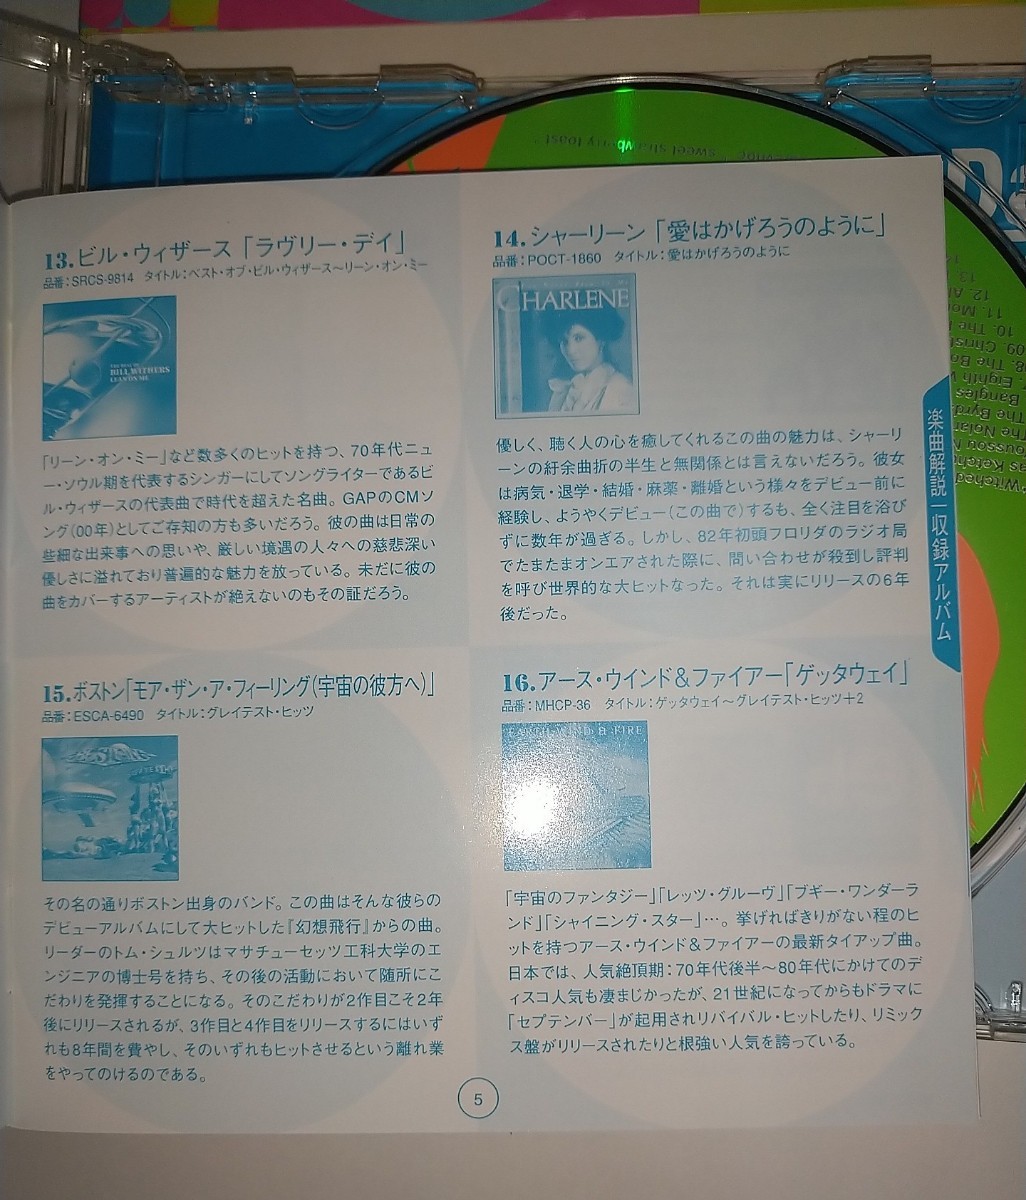 13.ビル・ウィザース「ラヴリー・デイ」
品番：SRCS-9814　タイトル：ベスト・オブ・ビル・ウィザース～リーン・オン・ミー
THE BEST OF
BILL WITHERS
LEAN ON ME
「リーン・オン・ミー」など数多くのヒットを持つ、70年代ニュ
ー・ソウル期を代表するシンガーにしてソングライターであるビ
ル・ウィザースの代表曲で時代を超えた名曲。GAPのCMソ
ング(00年)としてご存知の方も多いだろう。彼の曲は日常の
些細な出来事への思いや、厳しい境遇の人々への慈悲深い
優しさに溢れており普遍的な魅力を放っている。未だに彼の
曲をカバーするアーティストが絶えないのもその証だろう。
14.シャーリーン「愛はかげろうのように」
品番：POCT-1860　タイトル：愛はかげろうのように
CHARLENE
優しく、聴く人の心を癒してくれるこの曲の魅力は、シャーリ
ーンの紆余曲折の半生と無関係とは言えないだろう。彼女
は病気・退学・結婚・麻薬・離婚という様々をデビュー前に
経験し、ようやくデビュー(この曲で)するも、全く注目を浴び
ずに数年が過ぎる。しかし、82年初頭フロリダのラジオ局
でたまたまオンエアされた際に、問い合わせが殺到し評判
を呼び世界的な大ヒットなった。それは実にリリースの6年
後だった。
15.ボストン「モア・ザン・ア・フィーリング(宇宙の彼方へ)」
品番：ESCA-6490　タイトル：グレイテスト・ヒッツ
その名の通りボストン出身のバンド。この曲はそんな彼らの
デビューアルバムにして大ヒットした『幻想飛行』からの曲。
リーダーのトム・シュルツはマサチューセッツ工科大学のエ
ンジニアの博士号を持ち、その後の活動において随所にこ
だわりを発揮することになる。そのこだわりが2作目こそ2年
後にリリースされるが、3作目と4作目をリリースするにはいず
れも8年間を費やし、そのいずれもヒットさせるという離れ業
をやってのけるのである。
16.アース・ウインド＆ファイアー「ゲッタウェイ」
品番：MHCP-36　タイトル：ゲッタウェイ～グレイテスト・ヒッツ＋2
EARTH, WIND & FIRE
「宇宙のファンタジー」「レッツ・グルーヴ」「ブギー・ワンダーラ
ンド」「シャイニング・スター」…。挙げればきりがない程のヒ
ットを持つアース・ウインド＆ファイアーの最新タイアップ曲。
日本では、人気絶頂期：70年代後半～80年代にかけてのデ
ィスコ人気も凄まじかったが、21世紀になってからもドラマに
「セプテンバー」が起用されリバイバル・ヒットしたり、リミック
ス盤がリリースされたりと根強い人気を誇っている。
楽曲解説―収録アルバム
5
"sweet strawberry toast"